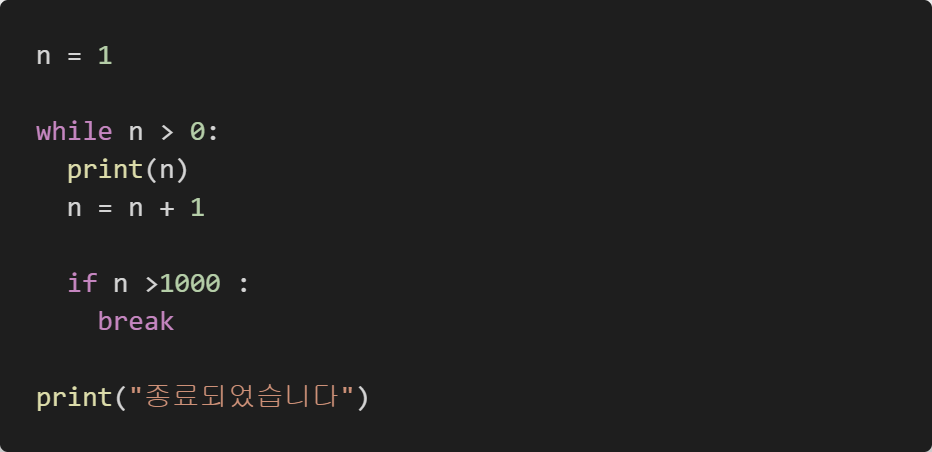 n = 1
while n > 0:
  print(n)
  n = n + 1
  if n >1000 :
    break
print("종료되었습니다")